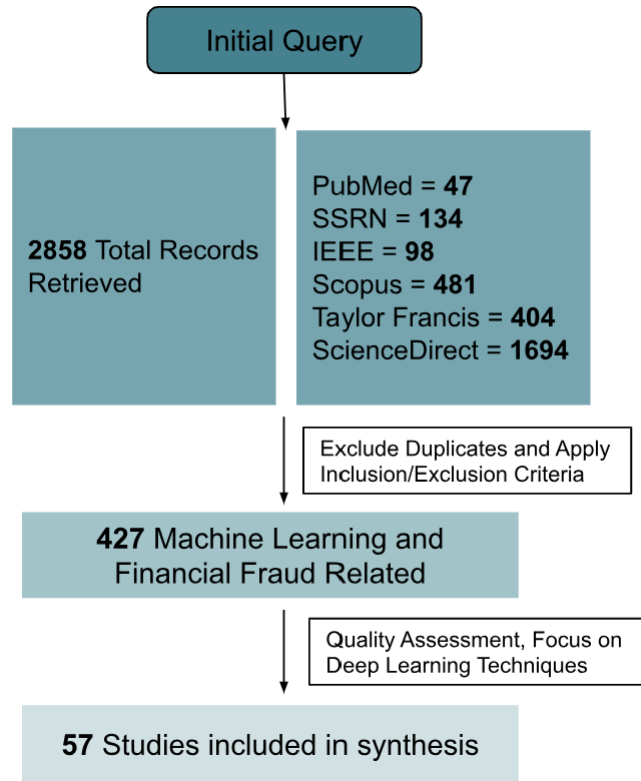 Initial Query
2858 Total Records
Retrieved
PubMed = 47
SSRN = 134
IEEE = 98
Scopus = 481
Taylor Francis = 404
ScienceDirect = 1694
Exclude Duplicates and Apply
Inclusion/Exclusion Criteria
427 Machine Learning and
Financial Fraud Related
Quality Assessment, Focus on
Deep Learning Techniques
57 Studies included in synthesis